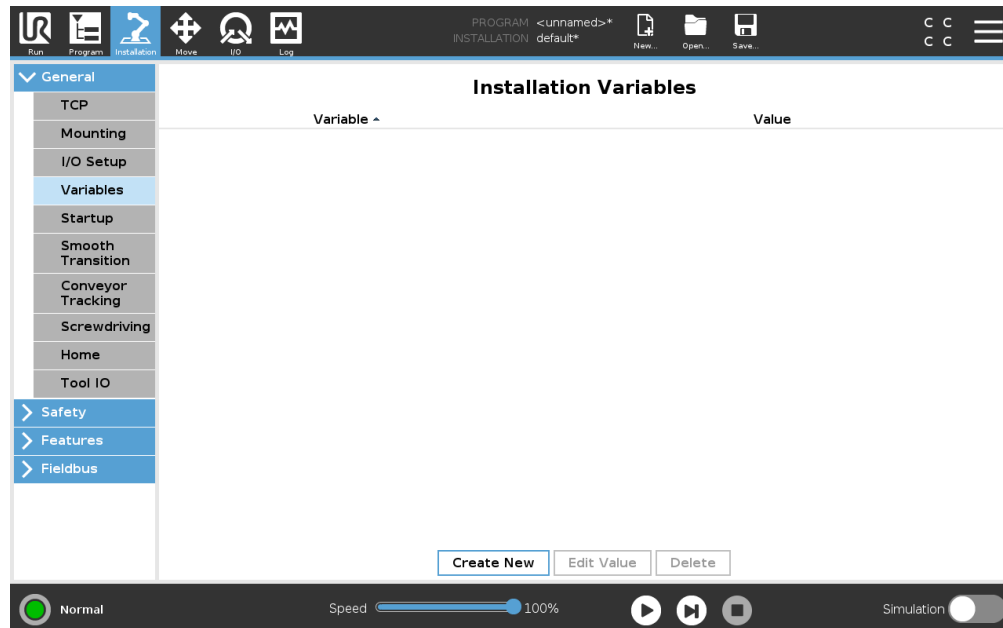 PROGRAM <unnamed>*
INSTALLATION default*
UR
Run
Program
Installation
Move
I/O
Log
New...
Open...
Save...
C C
C C
General
TCP
Mounting
I/O Setup
Variables
Startup
Smooth
Transition
Conveyor
Tracking
Screwdriving
Home
Tool IO
Safety
Features
Fieldbus
Installation Variables
Variable
Value
Create New
Edit Value
Delete
Normal
Speed
100%
Simulation